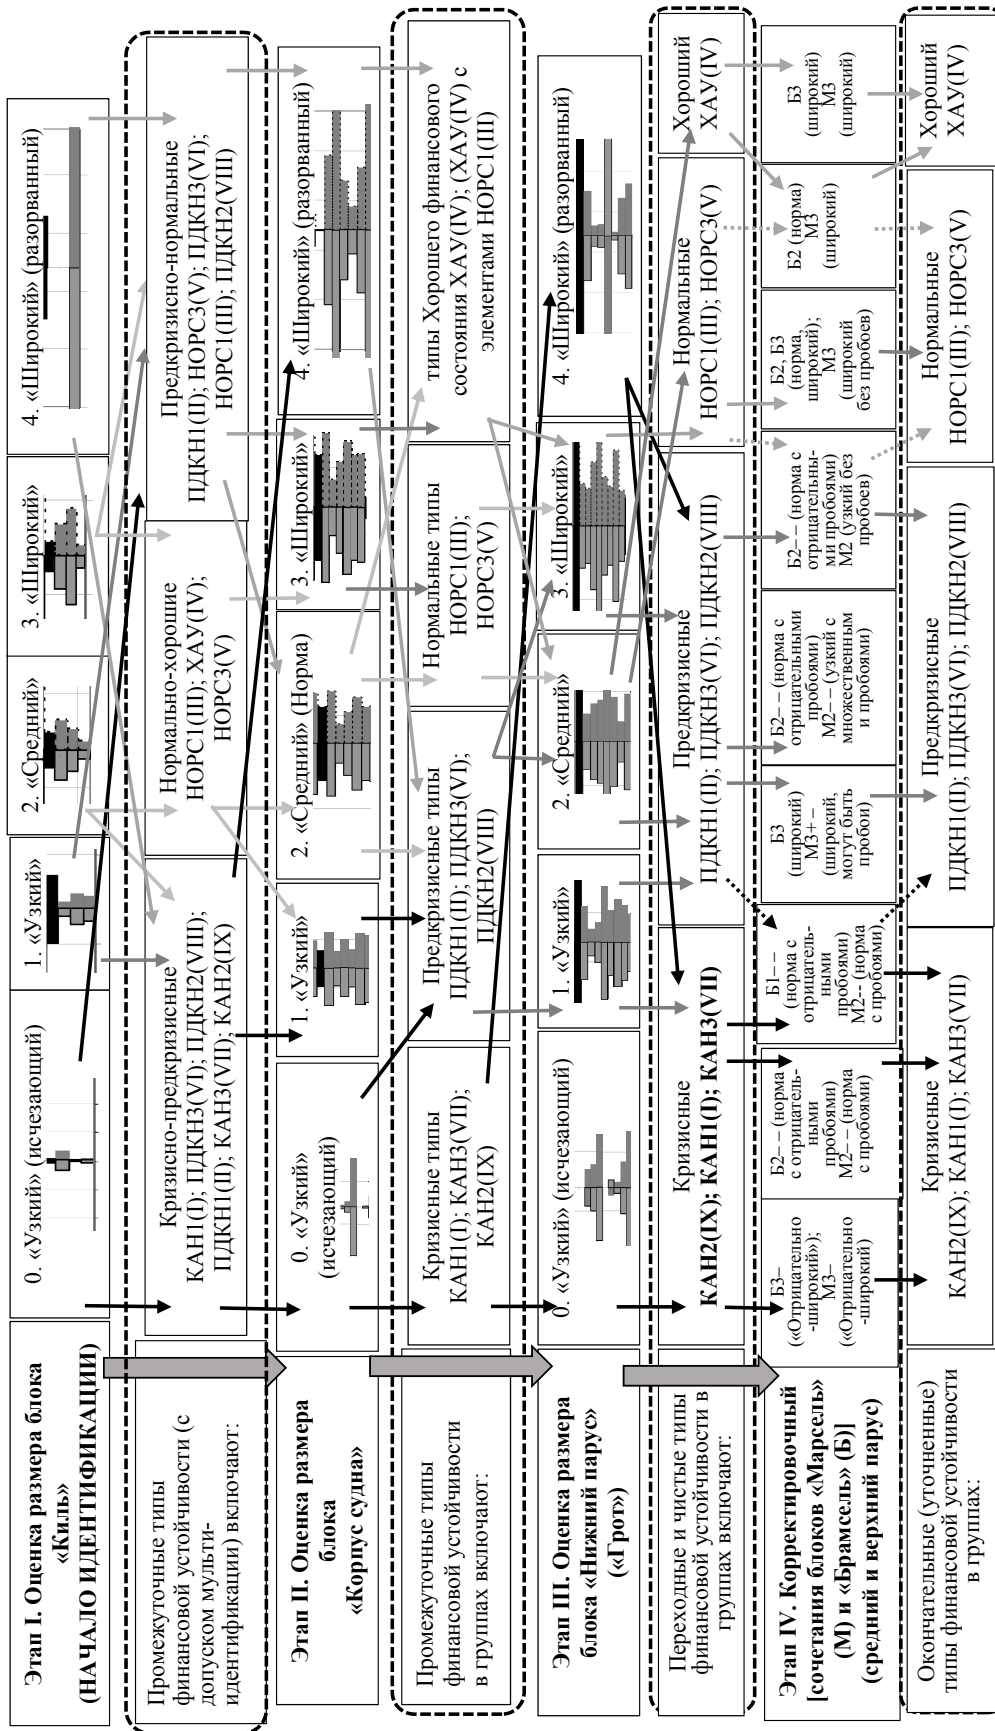 Этап I. Оценка размера блока
«Киль»
(НАЧАЛО ИДЕНТИФИКАЦИИ)
0. «Узкий» (исчезающий)
1. «Узкий»
2. «Средний»
3. «Широкий»
4. «Широкий» (разорванный)
Промежуточные типы
финансовой устойчивости (с
допуском мульти-
идентификации) включают:
Кризисно-предкризисные
КАН1(I); ПДКН3(VI); ПДКН2(VIII);
ПДКН1(II); КАН3(VII); КАН2(IX)
Нормально-хорошие
НОРС1(III); ХАУ(IV);
НОРС3(V)
Предкризисно-нормальные
ПДКН1(II); НОРС3(V); ПДКН3(VI);
НОРС1(III); ПДКН2(VIII)
Этап II. Оценка размера
блока
«Корпус судна»
0. «Узкий»
(исчезающий)
1. «Узкий»
2. «Средний» (Норма)
3. «Широкий»
4. «Широкий» (разорванный)
Промежуточные типы
финансовой устойчивости
в группах включают:
Кризисные типы
КАН1(I); КАН3(VII);
КАН2(IX)
Предкризисные типы
ПДКН1(II); ПДКН3(VI);
ПДКН2(VIII)
Нормальные типы
НОРС1(III);
НОРС3(V)
типы Хорошего финансового
состояния ХАУ(IV); (ХАУ(IV) с
элементами НОРС1(III)
Этап III. Оценка размера
блока «Нижний парус»
(«Грот»)
0. «Узкий» (исчезающий)
1. «Узкий»
2. «Средний»
3. «Широкий»
4. «Широкий» (разорванный)
Переходные и чистые типы
финансовой устойчивости в
группах включают:
Кризисные
КАН2(IX); КАН1(I); КАН3(VII)
Предкризисные
ПДКН1(II); ПДКН3(VI); ПДКН2(VIII)
Нормальные
НОРС1(III); НОРС3(V)
Хороший
ХАУ(IV)
Этап IV. Корректировочный
[сочетания блоков «Марсель»
(М) и «Брамсель» (Б)]
(средний и верхний парус)
Б3–
(«Отрицательно
-широкий»);
М3–
(«Отрицательно
-широкий)
Б2– – (норма
с отрицатель-
ными
пробоями)
М2– – (норма
с пробоями)
Б1– –
(норма с
отрицатель-
ными
пробоями)
М2-- (норма
с пробоями)
Б3
(широкий)
М3+ –
(широкий,
могут быть
пробои)
Б2– – (норма с
отрицательными
пробоями)
М2– – (узкий с
множественным
и пробоями)
Б2– – (норма с
отрицательны-
ми пробоями)
М2 (узкий без
пробоев)
Б2, Б3
(норма,
широкий);
М3
(широкий
без пробоев)
Б2 (норма)
М3
(широкий)
Б3
(широкий)
М3
(широкий)
Окончательные (уточненные)
типы финансовой устойчивости
в группах:
Кризисные
КАН2(IX); КАН1(I); КАН3(VII)
Предкризисные
ПДКН1(II); ПДКН3(VI); ПДКН2(VIII)
Нормальные
НОРС1(III); НОРС3(V)
Хороший
ХАУ(IV)